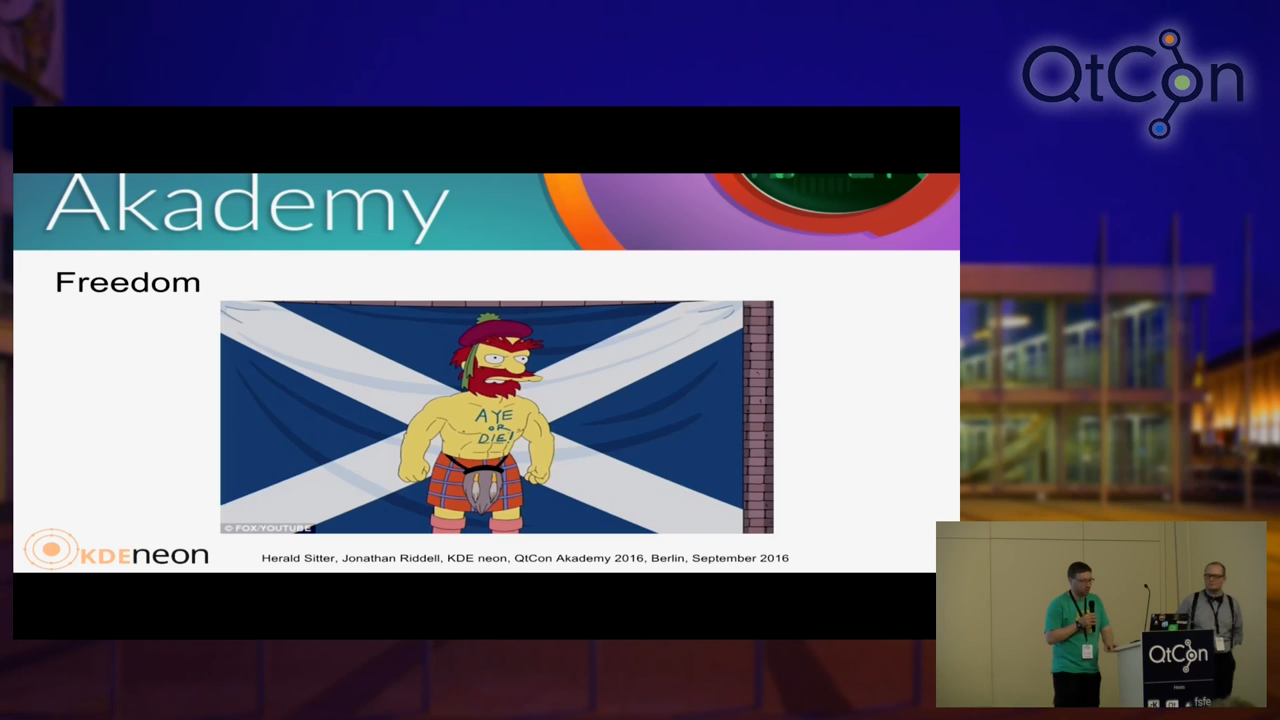 QtCon
Akademy
Freedom
AYE
OR
DIE!
© FOX/YOUTUBE
KDEneon
Herald Sitter, Jonathan Riddell, KDE neon, QtCon Akademy 2016, Berlin, September 2016
QtCon
fsfe